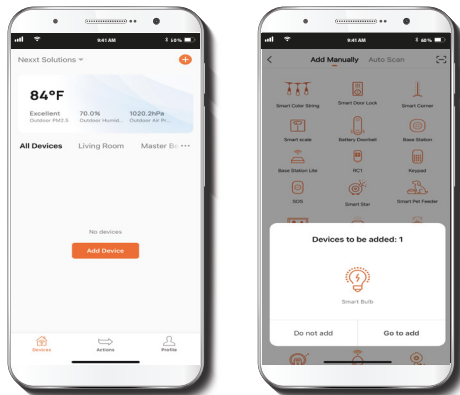 9:41 AM
50%
Nexxt Solutions
84°F
Excellent 70.0% 1020.2hPa
Outdoor PM2.5 Outdoor Humid... Outdoor Air Pr...
All Devices Living Room Master Be ...
No devices
Add Device
Devices Actions Profile
9:41 AM
50%
Add Manually Auto Scan
Smart Color String Smart Door Lock Smart Corner
Smart scale Battery Doorbell Base Station
Base Station Lite RC1 Keypad
SOS Smart Star Smart Pet Feeder
Devices to be added: 1
Smart Bulb
Do not add Go to add